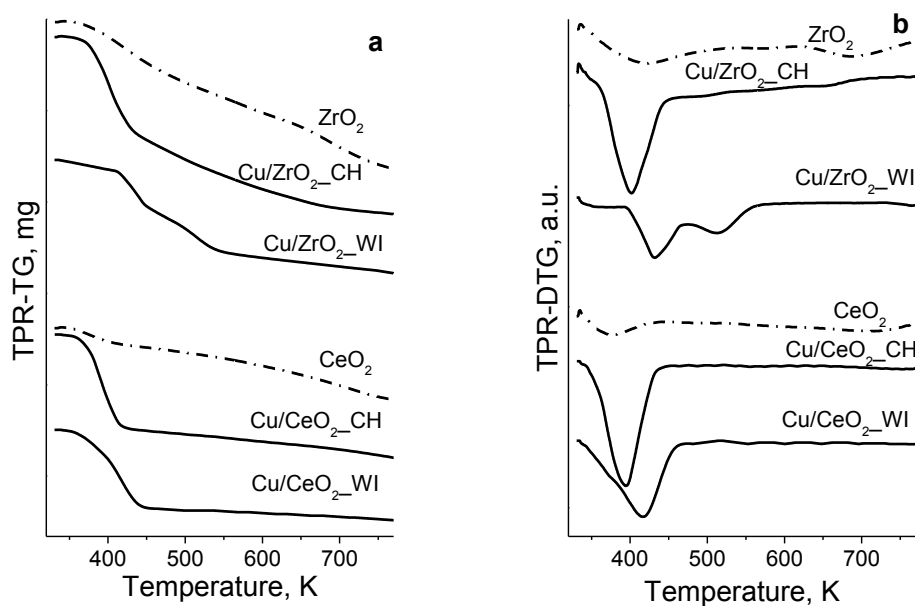 a
ZrO2
Cu/ZrO2_CH
Cu/ZrO2_WI
CeO2
Cu/CeO2_CH
Cu/CeO2_WI
TPR-TG, mg
400 500 600 700
Temperature, K
b
ZrO2
Cu/ZrO2_CH
Cu/ZrO2_WI
CeO2
Cu/CeO2_CH
Cu/CeO2_WI
TPR-DTG, a.u.
400 500 600 700
Temperature, K